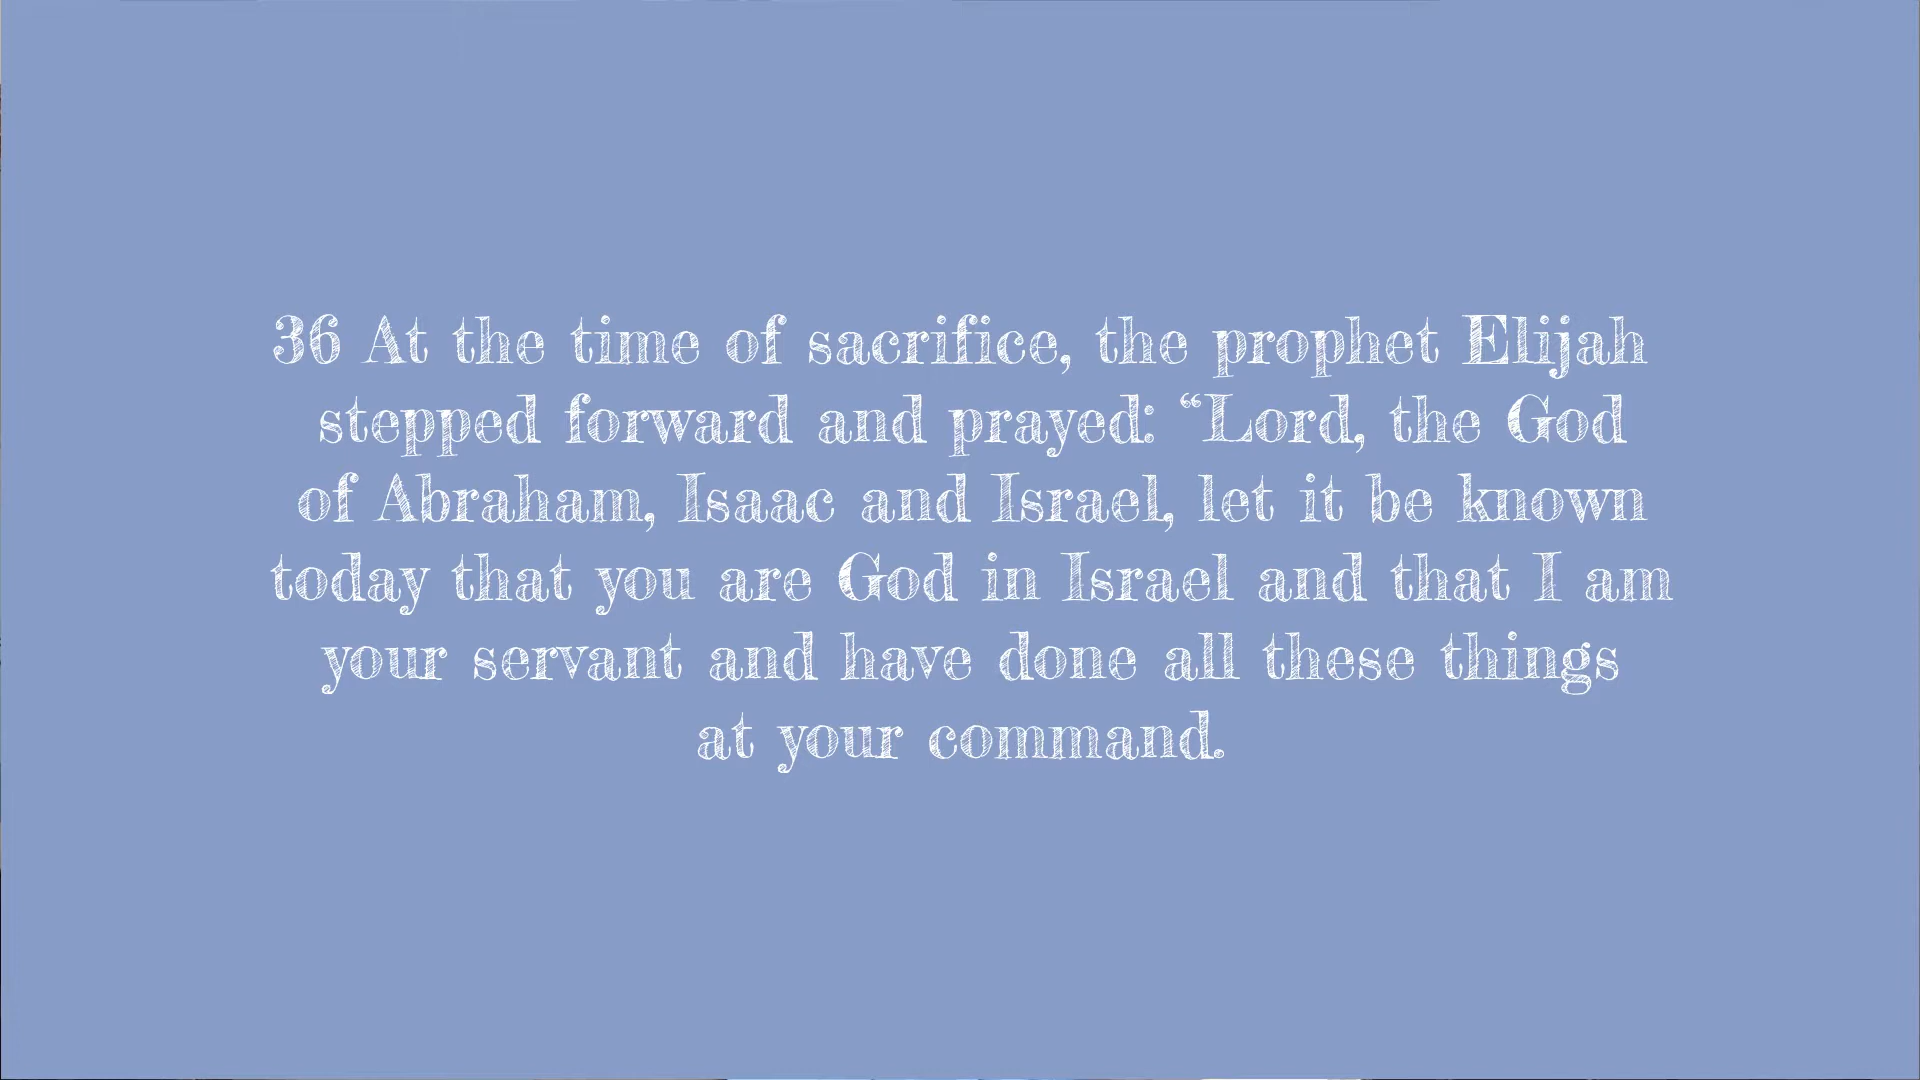 36 At the time of sacrifice, the prophet Elijah
stepped forward and prayed: “Lord, the God
of Abraham, Isaac and Israel, let it be known
today that you are God in Israel and that I am
your servant and have done all these things
at your command.